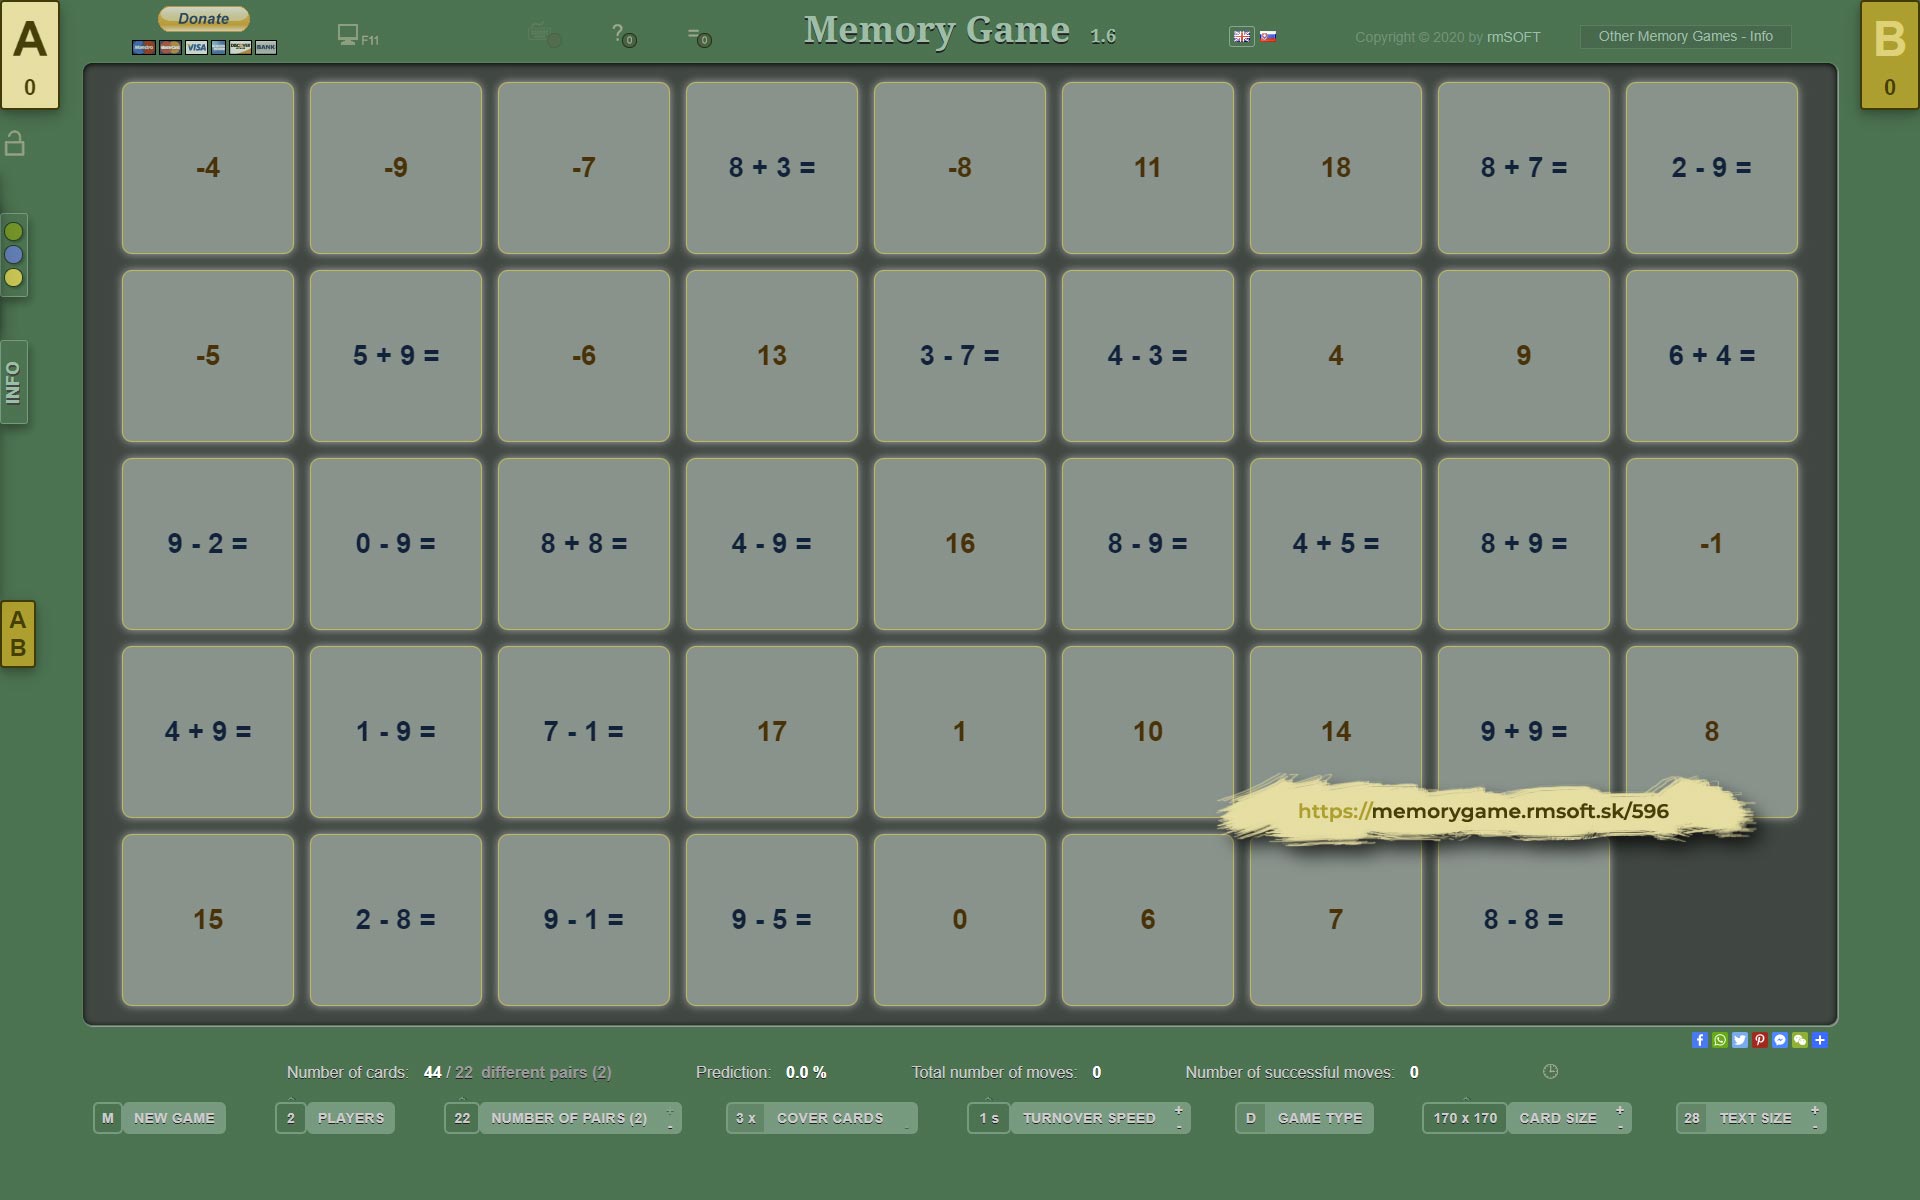 A
0
Donate
Maestro MasterCard VISA DISCOVER BANK
F11
? 0
= 0
Memory Game 1.6
Copyright © 2020 by rmSOFT
Other Memory Games - Info
B
0
-4 -9 -7 8 + 3 = -8 11 18 8 + 7 = 2 - 9 =
-5 5 + 9 = -6 13 3 - 7 = 4 - 3 = 4 9 6 + 4 =
INFO
9 - 2 = 0 - 9 = 8 + 8 = 4 - 9 = 16 8 - 9 = 4 + 5 = 8 + 9 = -1
A
B
4 + 9 = 1 - 9 = 7 - 1 = 17 1 10 14 9 + 9 = 8
https://memorygame.rmsoft.sk/596
15 2 - 8 = 9 - 1 = 9 - 5 = 0 6 7 8 - 8 =
Number of cards: 44 / 22 different pairs (2) Prediction: 0.0 % Total number of moves: 0 Number of successful moves: 0
M NEW GAME 2 PLAYERS 22 NUMBER OF PAIRS (2) + - 3 x COVER CARDS - 1 s TURNOVER SPEED + - D GAME TYPE 170 x 170 CARD SIZE + - 28 TEXT SIZE + -